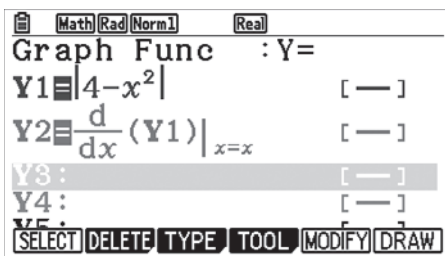 Math Rad Norm1 Real
Graph Func :Y=
Y1=|4-x²| [—]
Y2=d/dx(Y1)|x=x [—]
Y3: [—]
Y4: [—]
Y5:
SELECT DELETE TYPE TOOL MODIFY DRAW